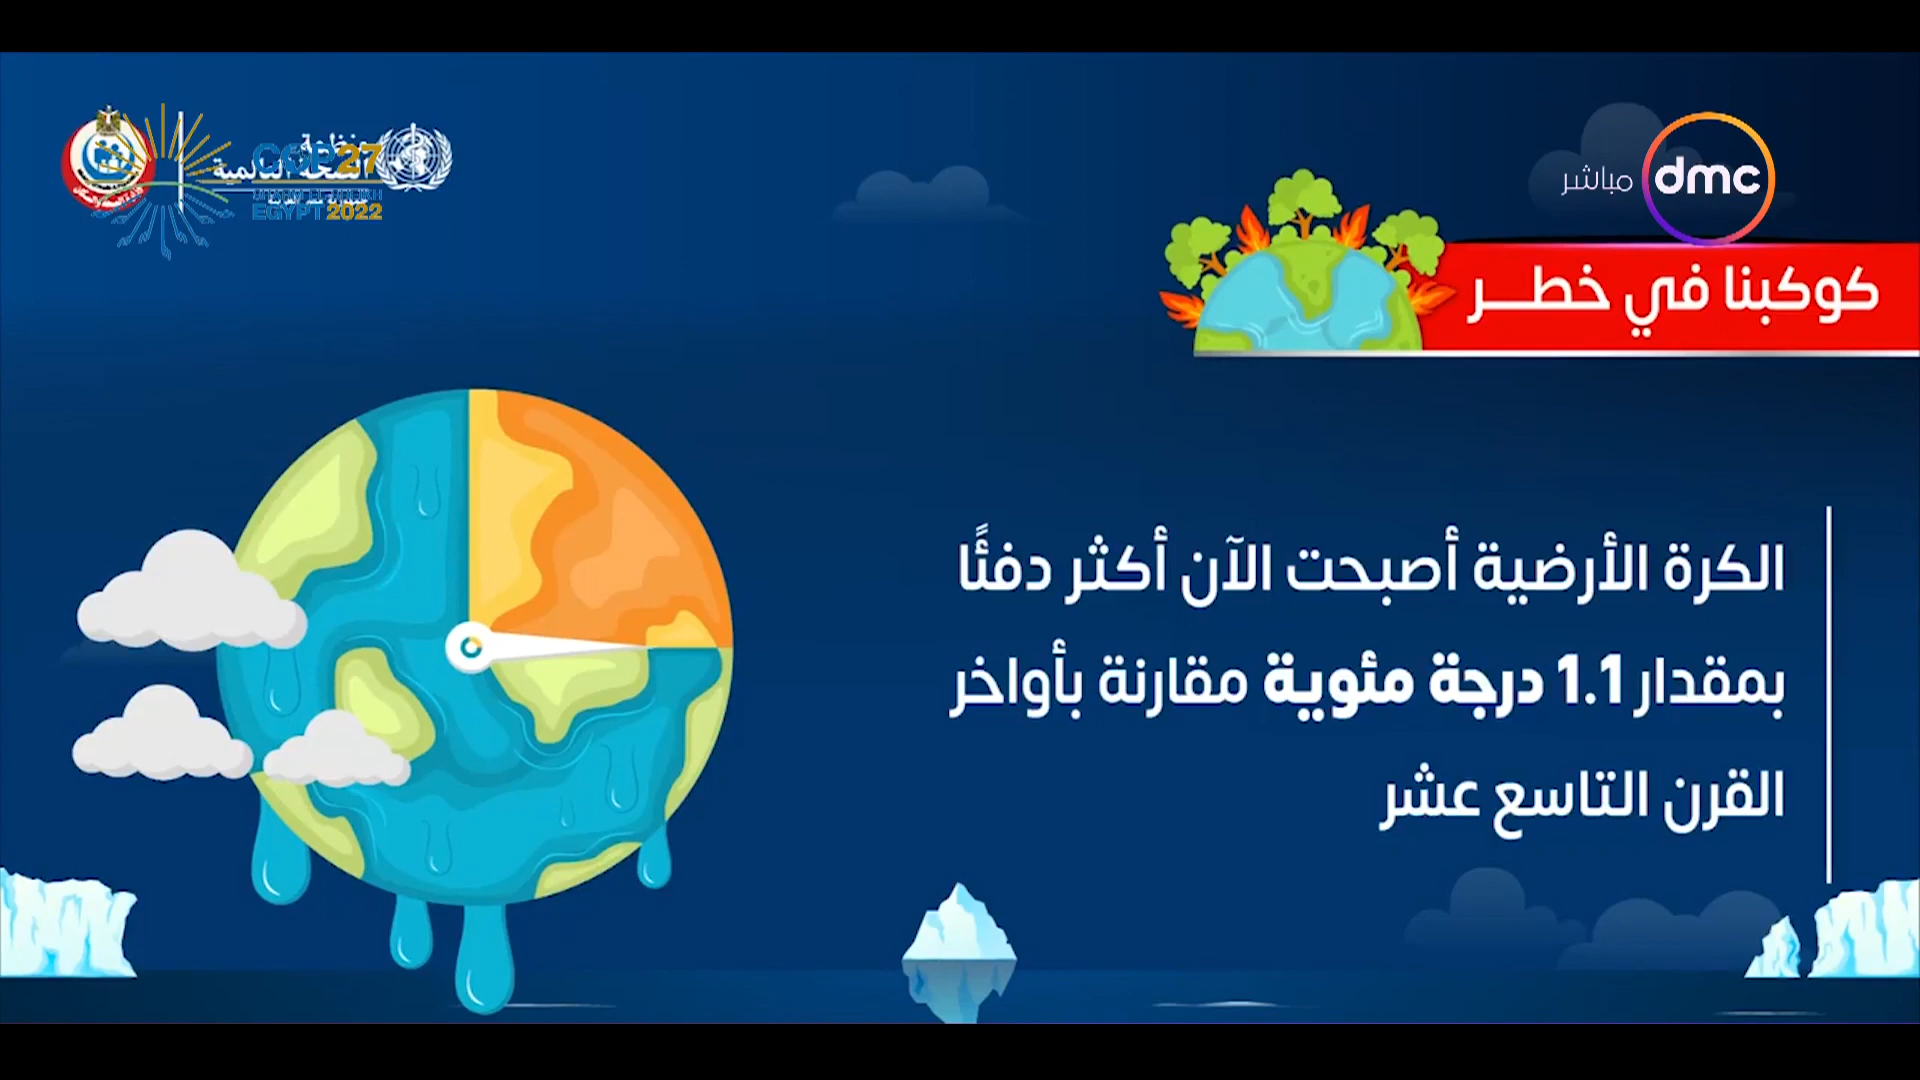 COP27
EGYPT 2022
مباشر dmc
كوكبنا في خطـــر
الكرة الأرضية أصبحت الآن أكثر دفئًا
بمقدار 1.1 درجة مئوية مقارنة بأواخر
القرن التاسع عشر